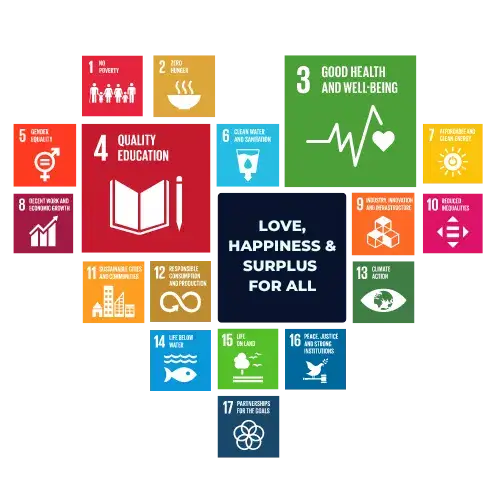 1 NO
POVERTY
2 ZERO
HUNGER
3 GOOD HEALTH
AND WELL-BEING
4 QUALITY
EDUCATION
5 GENDER
EQUALITY
6 CLEAN WATER
AND SANITATION
7 AFFORDABLE AND
CLEAN ENERGY
8 DECENT WORK AND
ECONOMIC GROWTH
LOVE,
HAPPINESS &
SURPLUS
FOR ALL
9 INDUSTRY, INNOVATION
AND INFRASTRUCTURE
10 REDUCED
INEQUALITIES
11 SUSTAINABLE CITIES
AND COMMUNITIES
12 RESPONSIBLE
CONSUMPTION
AND PRODUCTION
13 CLIMATE
ACTION
14 LIFE BELOW
WATER
15 LIFE
ON LAND
16 PEACE, JUSTICE
AND STRONG
INSTITUTIONS
17 PARTNERSHIPS
FOR THE GOALS